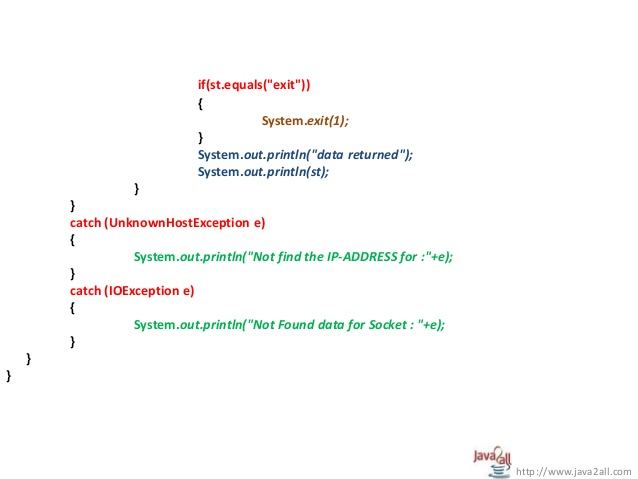 if(st.equals("exit"))
{
System.exit(1);
}
System.out.println("data returned");
System.out.println(st);
}
}
catch (UnknownHostException e)
{
System.out.println("Not find the IP-ADDRESS for :"+e);
}
catch (IOException e)
{
System.out.println("Not Found data for Socket : "+e);
}
}
}
Java2all
http://www.java2all.com